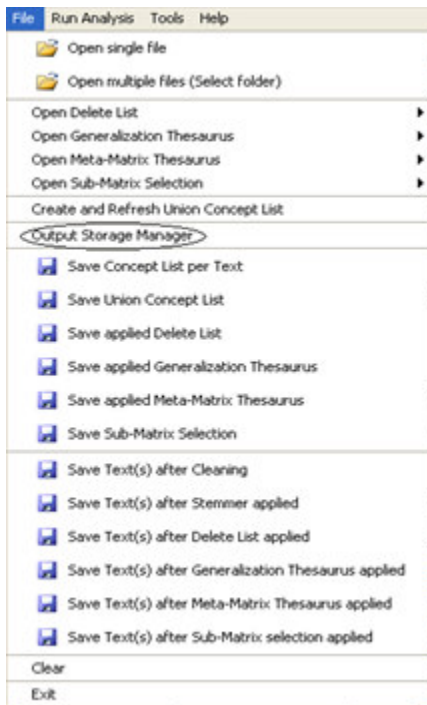 File Run Analysis Tools Help
Open single file
Open multiple files (Select folder)
Open Delete List
Open Generalization Thesaurus
Open Meta-Matrix Thesaurus
Open Sub-Matrix Selection
Create and Refresh Union Concept List
Output Storage Manager
Save Concept List per Text
Save Union Concept List
Save applied Delete List
Save applied Generalization Thesaurus
Save applied Meta-Matrix Thesaurus
Save Sub-Matrix Selection
Save Text(s) after Cleaning
Save Text(s) after Stemmer applied
Save Text(s) after Delete List applied
Save Text(s) after Generalization Thesaurus applied
Save Text(s) after Meta-Matrix Thesaurus applied
Save Text(s) after Sub-Matrix selection applied
Clear
Exit